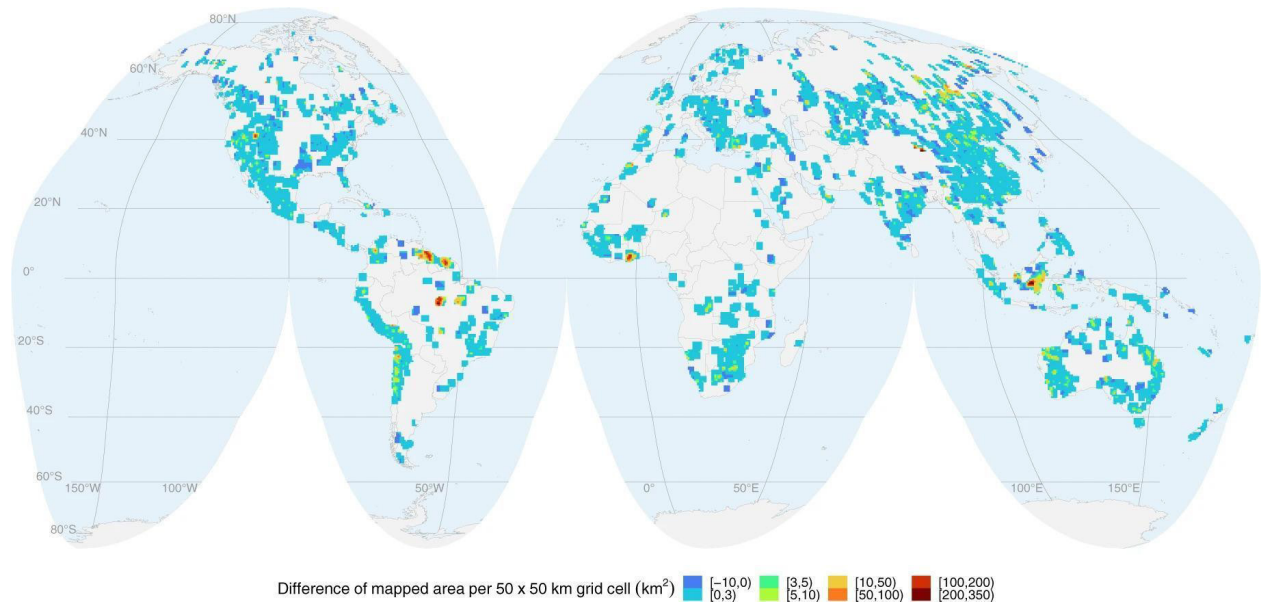 80°N
60°N
40°N
20°N
0°
20°S
40°S
60°S
150°W 100°W 50°W 0° 50°E 100°E 150°E
80°S
Difference of mapped area per 50 x 50 km grid cell (km²) [−10,0) [3,5) [10,50) [100,200)
[0,3) [5,10) [50,100) [200,350)